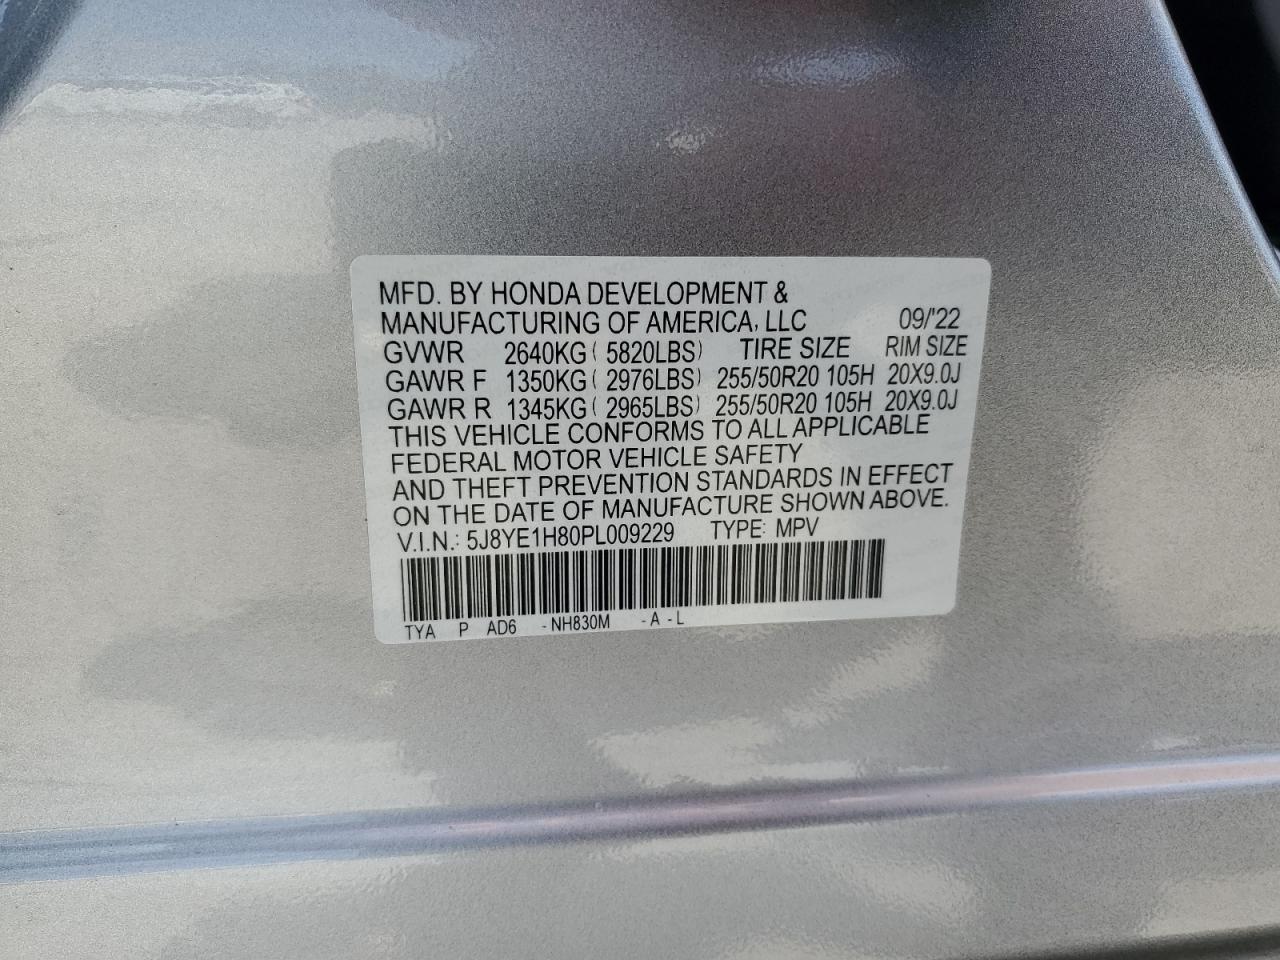 MFD. BY HONDA DEVELOPMENT &
MANUFACTURING OF AMERICA, LLC 09/'22
GVWR 2640KG( 5820LBS) TIRE SIZE RIM SIZE
GAWR F 1350KG( 2976LBS) 255/50R20 105H 20X9.0J
GAWR R 1345KG( 2965LBS) 255/50R20 105H 20X9.0J
THIS VEHICLE CONFORMS TO ALL APPLICABLE
FEDERAL MOTOR VEHICLE SAFETY
AND THEFT PREVENTION STANDARDS IN EFFECT
ON THE DATE OF MANUFACTURE SHOWN ABOVE.
V.I.N.: 5J8YE1H80PL009229 TYPE: MPV
TYA P AD6 -NH830M -A-L